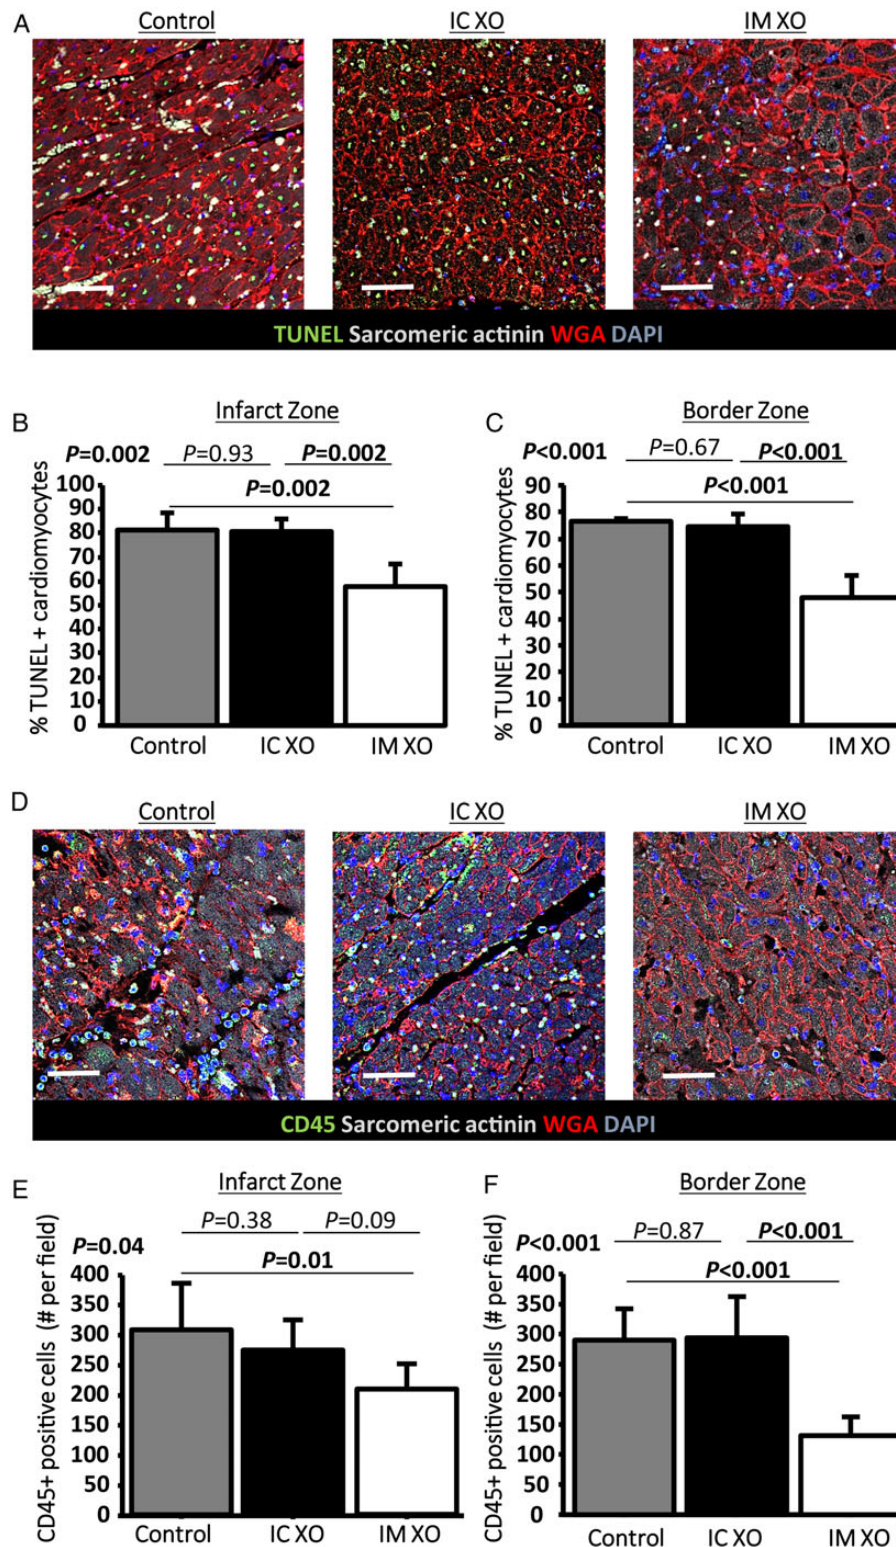 A
Control
IC XO
IM XO
TUNEL Sarcomeric actinin WGA DAPI
B
Infarct Zone
P=0.002
P=0.93
P=0.002
P=0.002
% TUNEL + cardiomyocytes
100
90
80
70
60
50
40
30
20
10
0
Control
IC XO
IM XO
C
Border Zone
P<0.001
P=0.67
P<0.001
P<0.001
% TUNEL + cardiomyocytes
90
80
70
60
50
40
30
20
10
0
Control
IC XO
IM XO
D
Control
IC XO
IM XO
CD45 Sarcomeric actinin WGA DAPI
E
Infarct Zone
P=0.38
P=0.09
P=0.04
P=0.01
CD45+ positive cells (# per field)
400
350
300
250
200
150
100
50
0
Control
IC XO
IM XO
F
Border Zone
P=0.87
P<0.001
P<0.001
P<0.001
CD45+ positive cells (# per field)
400
350
300
250
200
150
100
50
0
Control
IC XO
IM XO